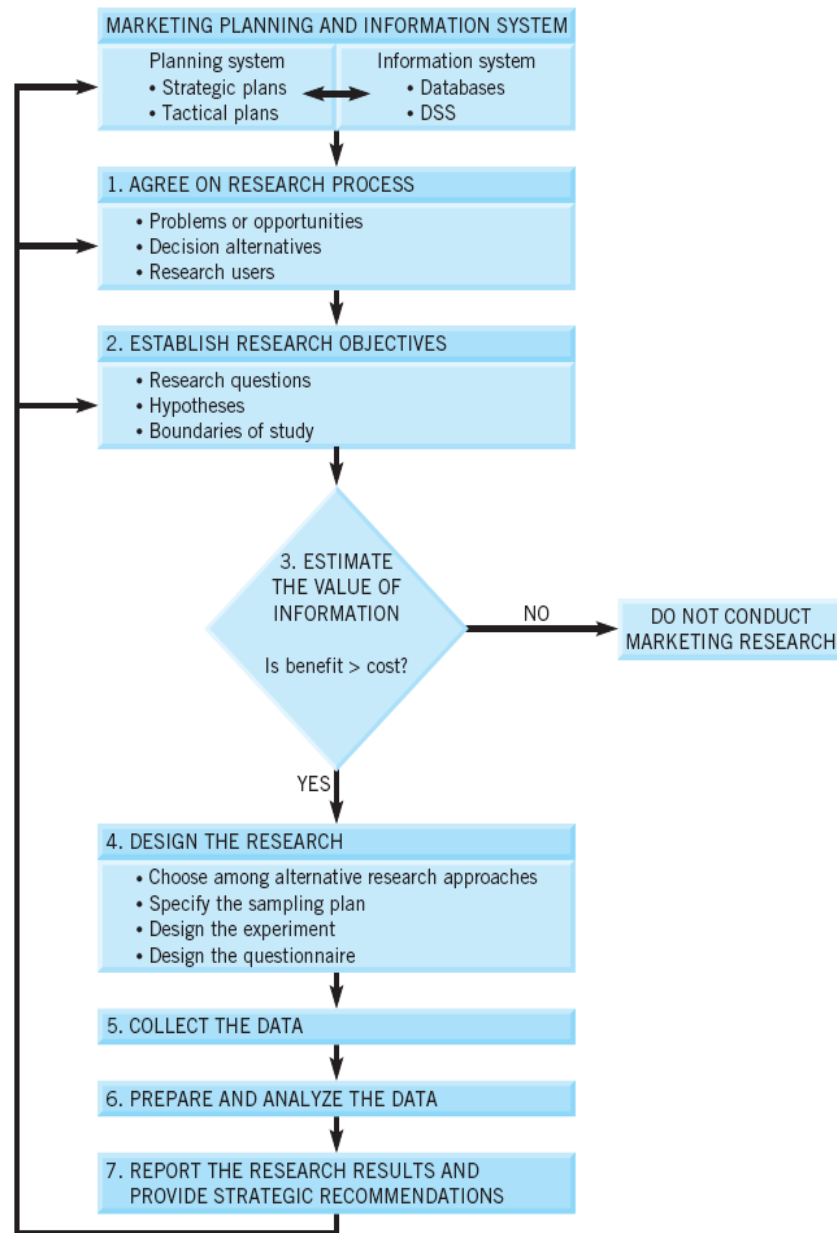 MARKETING PLANNING AND INFORMATION SYSTEM
Planning system
• Strategic plans
• Tactical plans
Information system
• Databases
• DSS
1. AGREE ON RESEARCH PROCESS
• Problems or opportunities
• Decision alternatives
• Research users
2. ESTABLISH RESEARCH OBJECTIVES
• Research questions
• Hypotheses
• Boundaries of study
3. ESTIMATE
THE VALUE OF
INFORMATION
Is benefit > cost?
NO
DO NOT CONDUCT
MARKETING RESEARCH
YES
4. DESIGN THE RESEARCH
• Choose among alternative research approaches
• Specify the sampling plan
• Design the experiment
• Design the questionnaire
5. COLLECT THE DATA
6. PREPARE AND ANALYZE THE DATA
7. REPORT THE RESEARCH RESULTS AND
PROVIDE STRATEGIC RECOMMENDATIONS